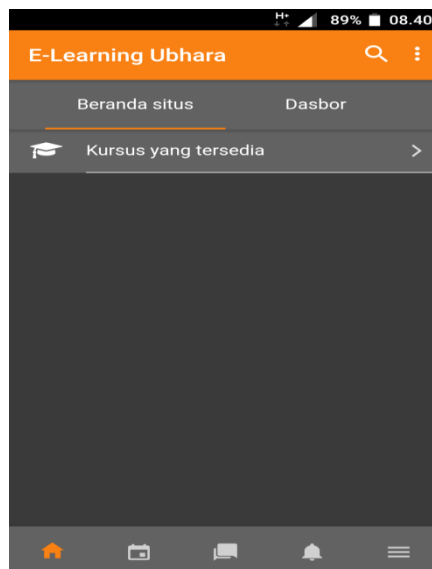 H+ 89% 08.40
E-Learning Ubhara
Beranda situs Dasbor
Kursus yang tersedia